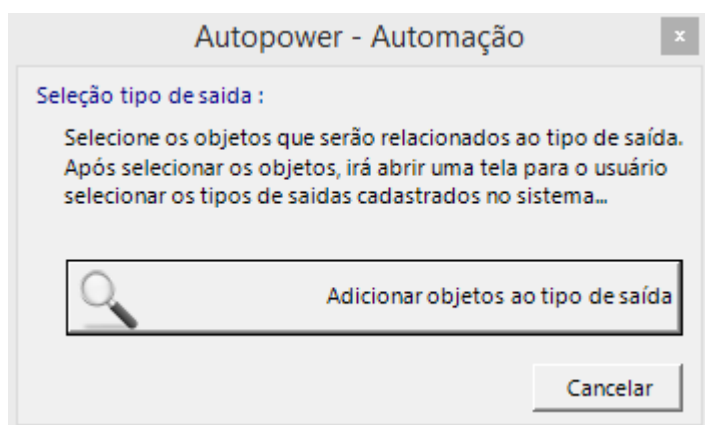 Autopower - Automação
x
Seleção tipo de saida :
Selecione os objetos que serão relacionados ao tipo de saída.
Após selecionar os objetos, irá abrir uma tela para o usuário
selecionar os tipos de saidas cadastrados no sistema...
Adicionar objetos ao tipo de saída
Cancelar